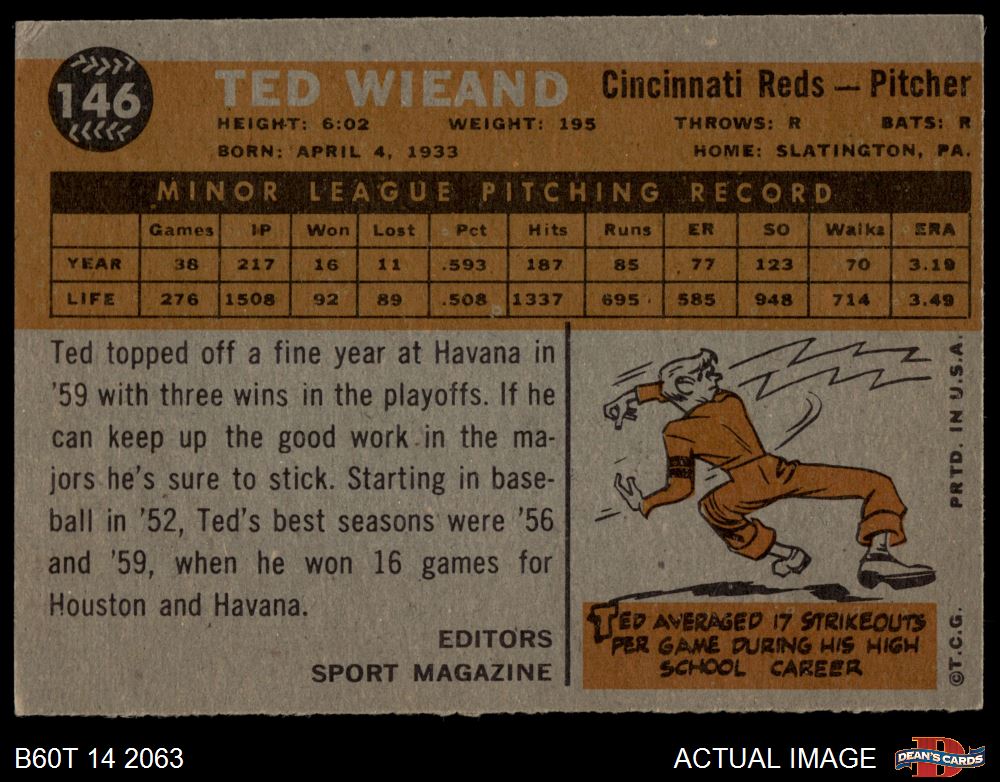 146
TED WIEAND Cincinnati Reds — Pitcher
HEIGHT: 6:02 WEIGHT: 195 THROWS: R BATS: R
BORN: APRIL 4, 1933 HOME: SLATINGTON, PA.
MINOR LEAGUE PITCHING RECORD
Games IP Won Lost Pct Hits Runs ER SO Walks ERA
YEAR 38 217 16 11 .593 187 85 77 123 70 3.19
LIFE 276 1508 92 89 .508 1337 695 585 948 714 3.49
Ted topped off a fine year at Havana in
'59 with three wins in the playoffs. If he
can keep up the good work in the ma-
jors he's sure to stick. Starting in base-
ball in '52, Ted's best seasons were '56
and '59, when he won 16 games for
Houston and Havana.
EDITORS
SPORT MAGAZINE
TED AVERAGED 17 STRIKEOUTS
PER GAME DURING HIS HIGH
SCHOOL CAREER
©T.C.G. PRTD. IN U.S.A.
B60T 14 2063 ACTUAL IMAGE
D
DEAN'S CARDS